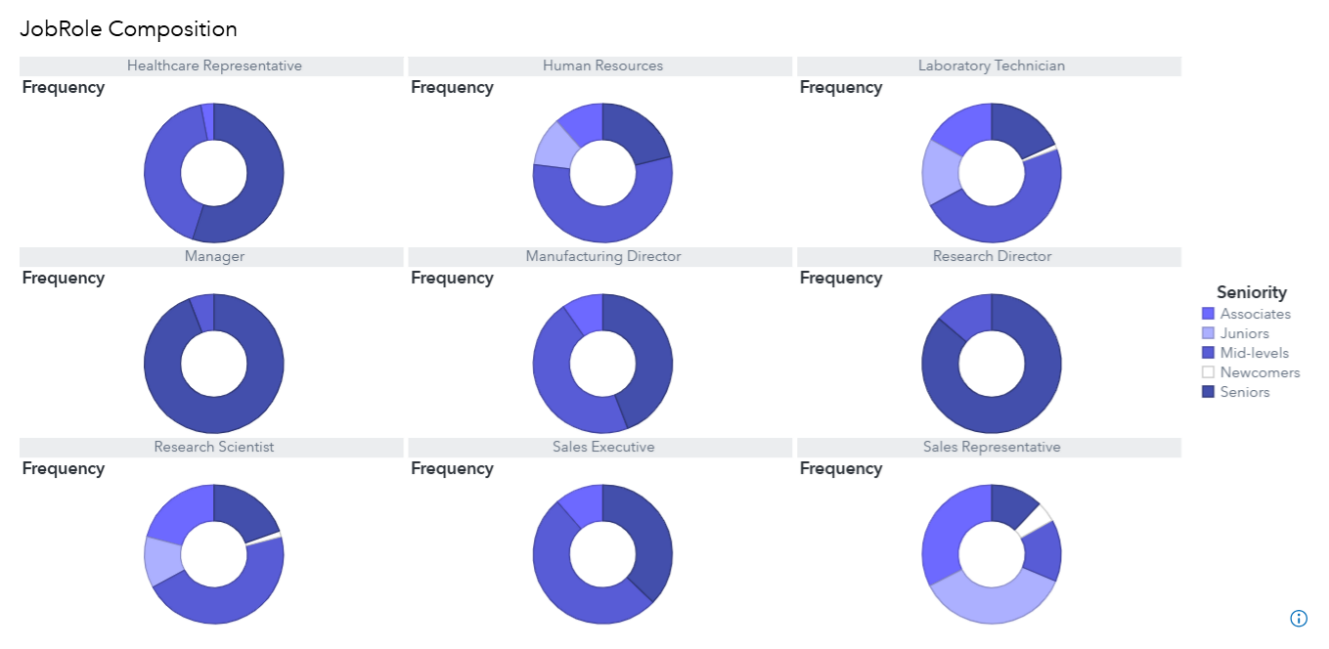 JobRole Composition
Healthcare Representative
Human Resources
Laboratory Technician
Frequency
Frequency
Frequency
Manager
Manufacturing Director
Research Director
Frequency
Frequency
Frequency
Research Scientist
Sales Executive
Sales Representative
Frequency
Frequency
Frequency
Seniority
Associates
Juniors
Mid-levels
Newcomers
Seniors